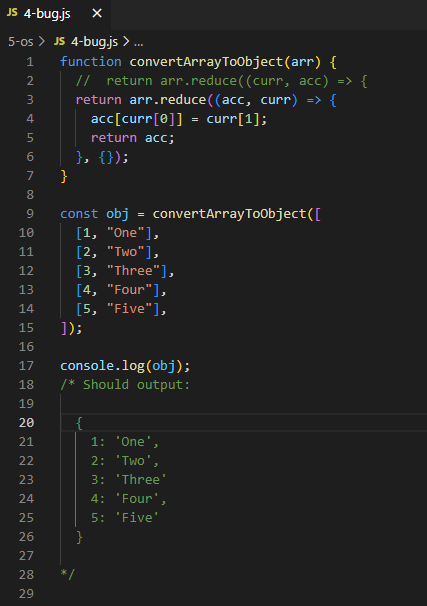 JS 4-bug.js ×
5-os > JS 4-bug.js > ...
1 function convertArrayToObject(arr) {
2   //  return arr.reduce((curr, acc) => {
3   return arr.reduce((acc, curr) => {
4     acc[curr[0]] = curr[1];
5     return acc;
6   }, {});
7 }
8
9 const obj = convertArrayToObject([
10   [1, "One"],
11   [2, "Two"],
12   [3, "Three"],
13   [4, "Four"],
14   [5, "Five"],
15 ]);
16
17 console.log(obj);
18 /* Should output:
19
20   {
21     1: 'One',
22     2: 'Two',
23     3: 'Three'
24     4: 'Four',
25     5: 'Five'
26   }
27
28 */
29